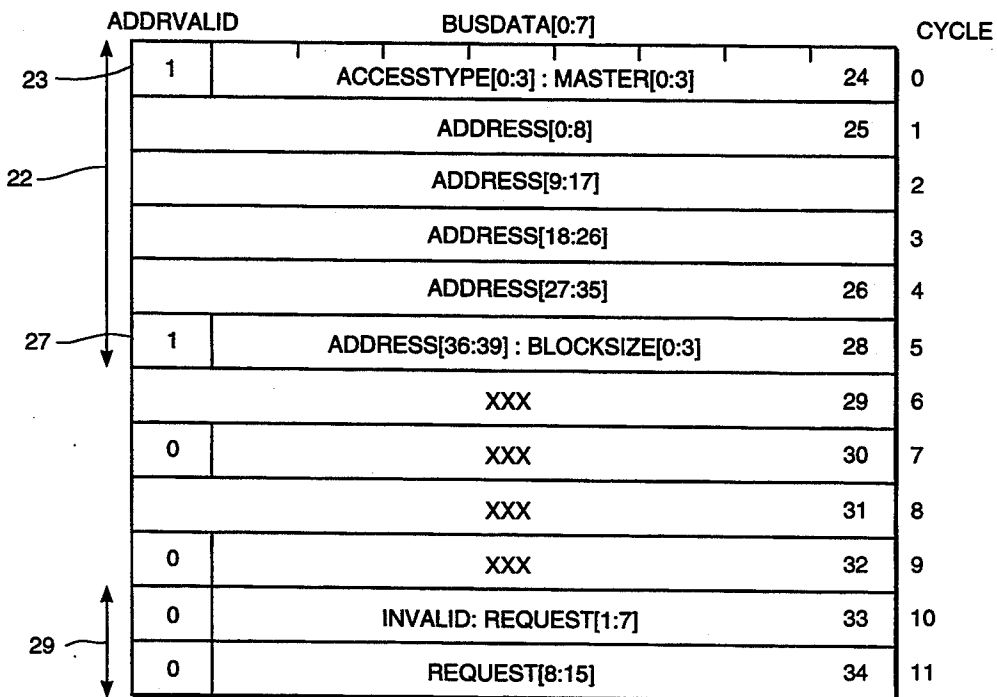 ADDRVALID BUSDATA[0:7] CYCLE
23 1 ACCESSTYPE[0:3] : MASTER[0:3] 24 0
ADDRESS[0:8] 25 1
22 ADDRESS[9:17] 2
ADDRESS[18:26] 3
ADDRESS[27:35] 26 4
27 1 ADDRESS[36:39] : BLOCKSIZE[0:3] 28 5
XXX 29 6
0 XXX 30 7
XXX 31 8
0 XXX 32 9
0 INVALID: REQUEST[1:7] 33 10
29
0 REQUEST[8:15] 34 11